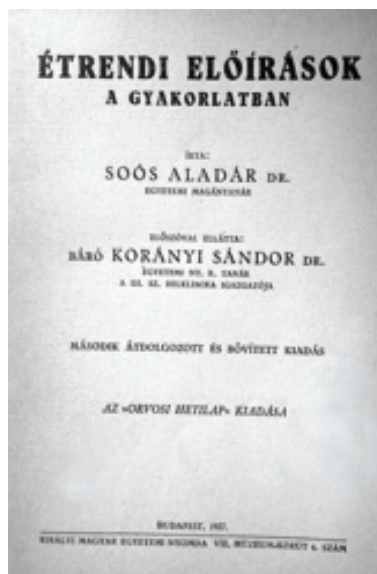 ÉTRENDI ELŐÍRÁSOK
A GYAKORLATBAN
ÍRTA:
SOÓS ALADÁR DR.
EGYETEMI MAGÁNTANÁR
ELŐSZÓVAL ELLÁTTA:
BÁRÓ KORÁNYI SÁNDOR DR.
EGYETEMI NY. R. TANÁR
A III. SZ. BELKLINIKA IGAZGATÓJA
MÁSODIK ÁTDOLGOZOTT ÉS BŐVÍTETT KIADÁS
AZ »ORVOSI HETILAP« KIADÁSA
BUDAPEST, 1937.
KIRÁLYI MAGYAR EGYETEMI NYOMDA VIII, MÚZEUM-KÖRÚT 6. SZÁM